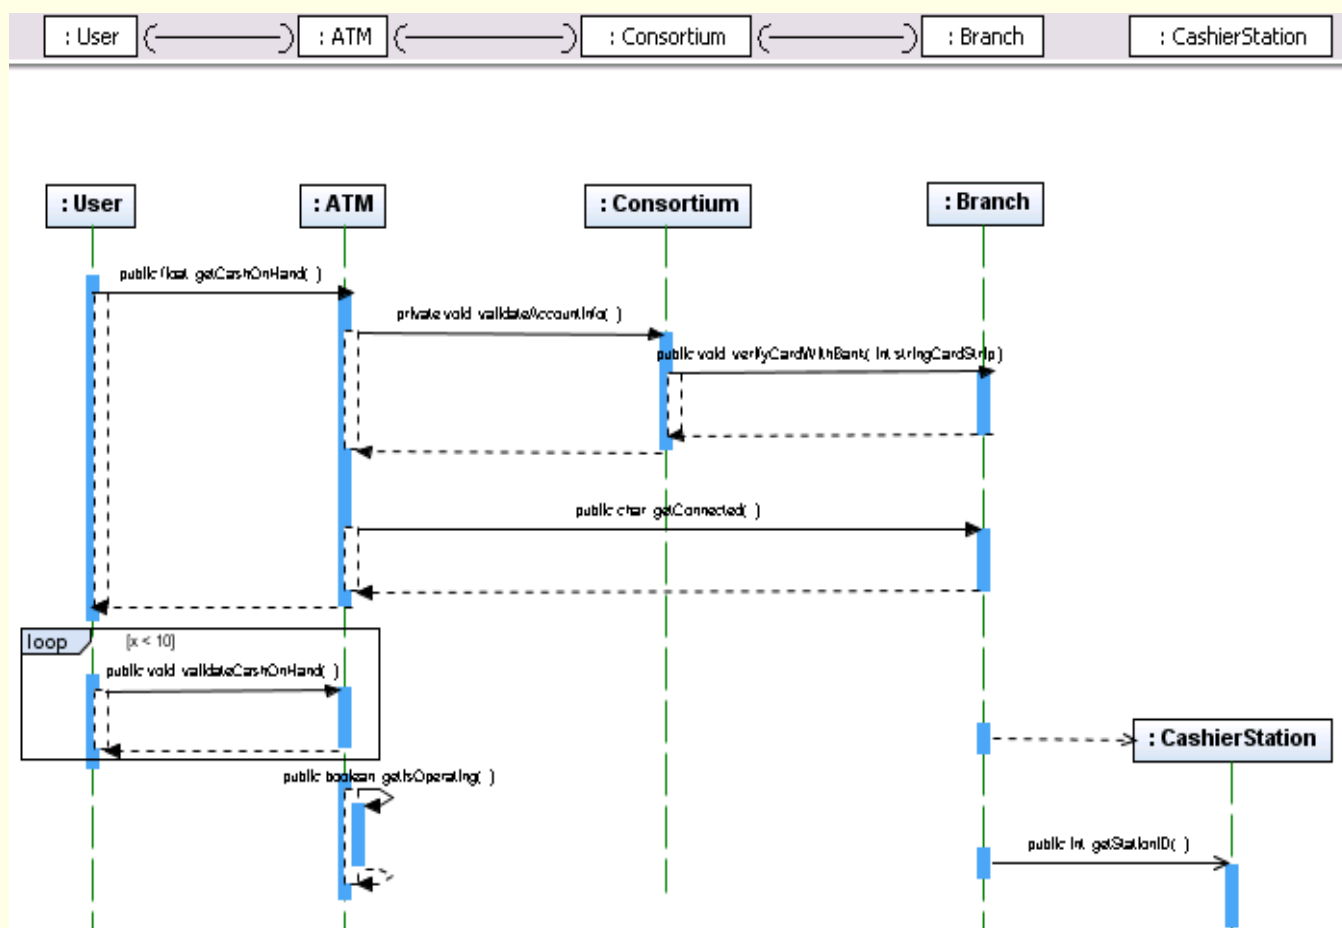 : User
: ATM
: Consortium
: Branch
: CashierStation
: User
: ATM
: Consortium
: Branch
public float getCashOnHand( )
private void validateAccountInfo( )
public void verifyCardWithBank( int stringCardStrip )
public char getConnected( )
loop
[x < 10]
public void validateCashOnHand( )
: CashierStation
public boolean getIsOperating( )
public int getStationID( )